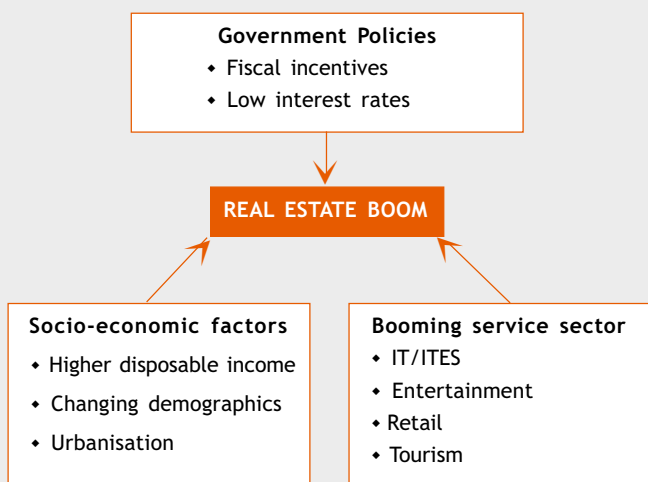 Government Policies
◆ Fiscal incentives
◆ Low interest rates
REAL ESTATE BOOM
Socio-economic factors
◆ Higher disposable income
◆ Changing demographics
◆ Urbanisation
Booming service sector
◆ IT/ITES
◆ Entertainment
◆ Retail
◆ Tourism